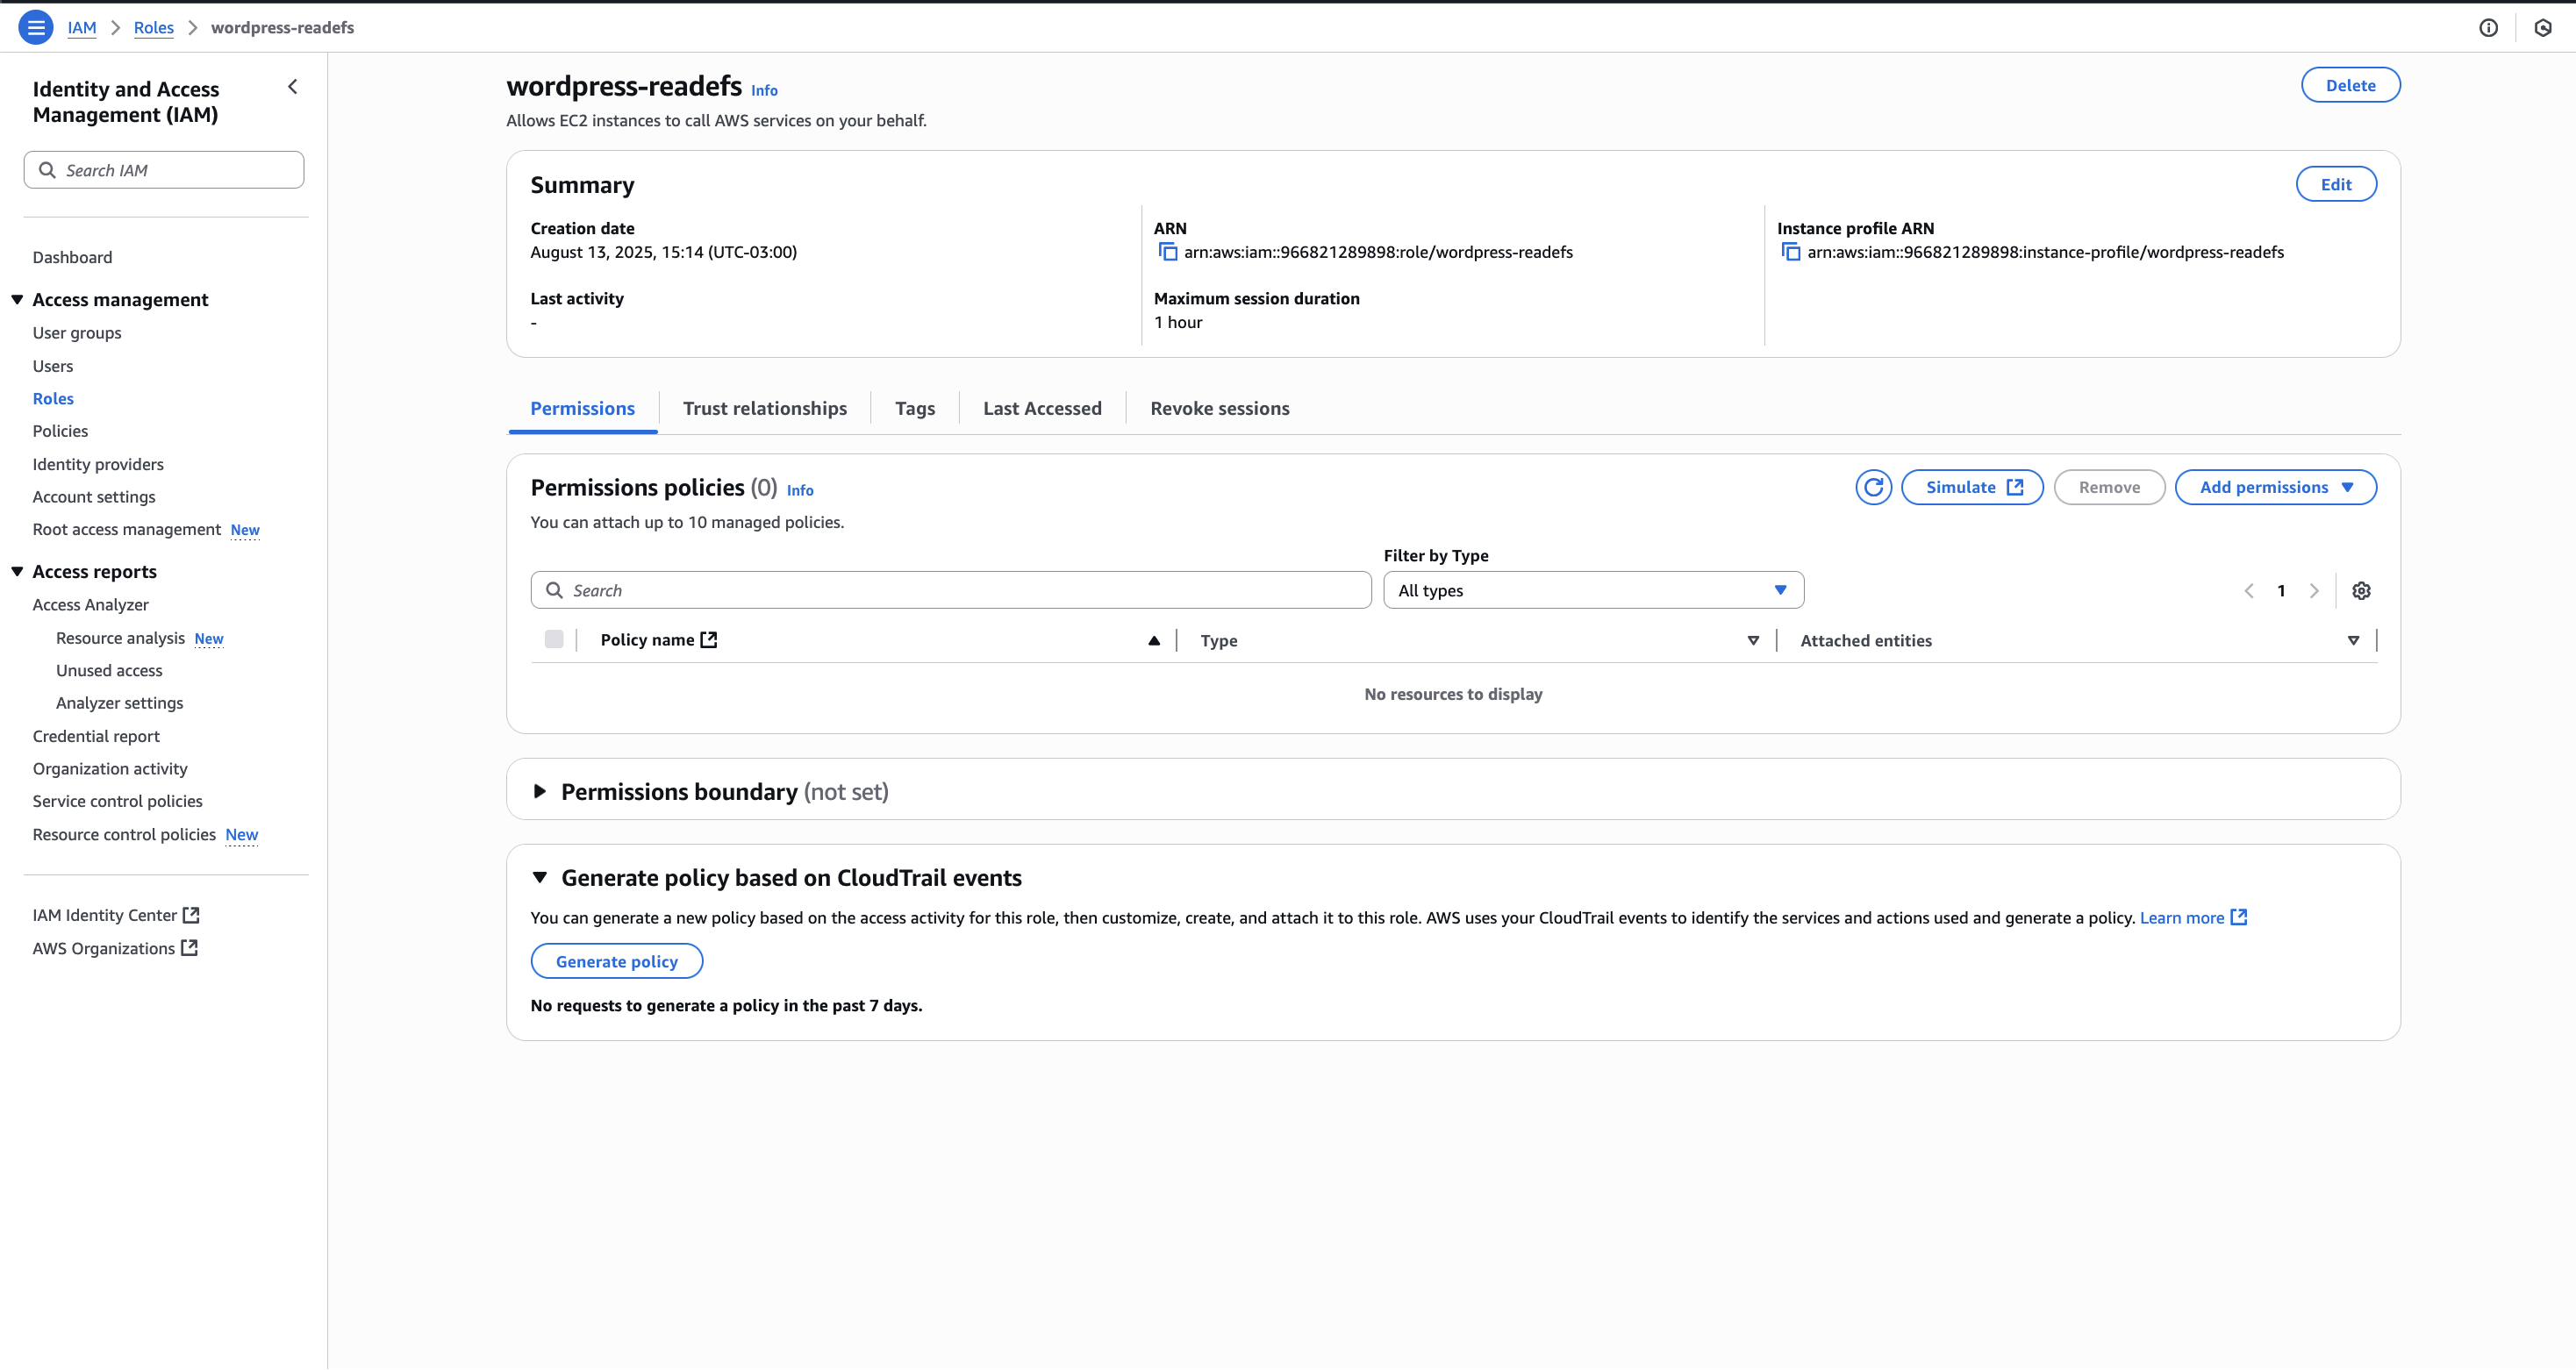 IAM > Roles > wordpress-readefs
Identity and Access
Management (IAM)
Search IAM
Dashboard
Access management
User groups
Users
Roles
Policies
Identity providers
Account settings
Root access management New
Access reports
Access Analyzer
Resource analysis New
Unused access
Analyzer settings
Credential report
Organization activity
Service control policies
Resource control policies New
IAM Identity Center
AWS Organizations
wordpress-readefs Info
Delete
Allows EC2 instances to call AWS services on your behalf.
Summary
Edit
Creation date
August 13, 2025, 15:14 (UTC-03:00)
ARN
arn:aws:iam::966821289898:role/wordpress-readefs
Instance profile ARN
arn:aws:iam::966821289898:instance-profile/wordpress-readefs
Last activity
-
Maximum session duration
1 hour
Permissions
Trust relationships
Tags
Last Accessed
Revoke sessions
Permissions policies (0) Info
Simulate
Remove
Add permissions
You can attach up to 10 managed policies.
Filter by Type
Search
All types
1
Policy name
Type
Attached entities
No resources to display
Permissions boundary (not set)
Generate policy based on CloudTrail events
You can generate a new policy based on the access activity for this role, then customize, create, and attach it to this role. AWS uses your CloudTrail events to identify the services and actions used and generate a policy. Learn more
Generate policy
No requests to generate a policy in the past 7 days.